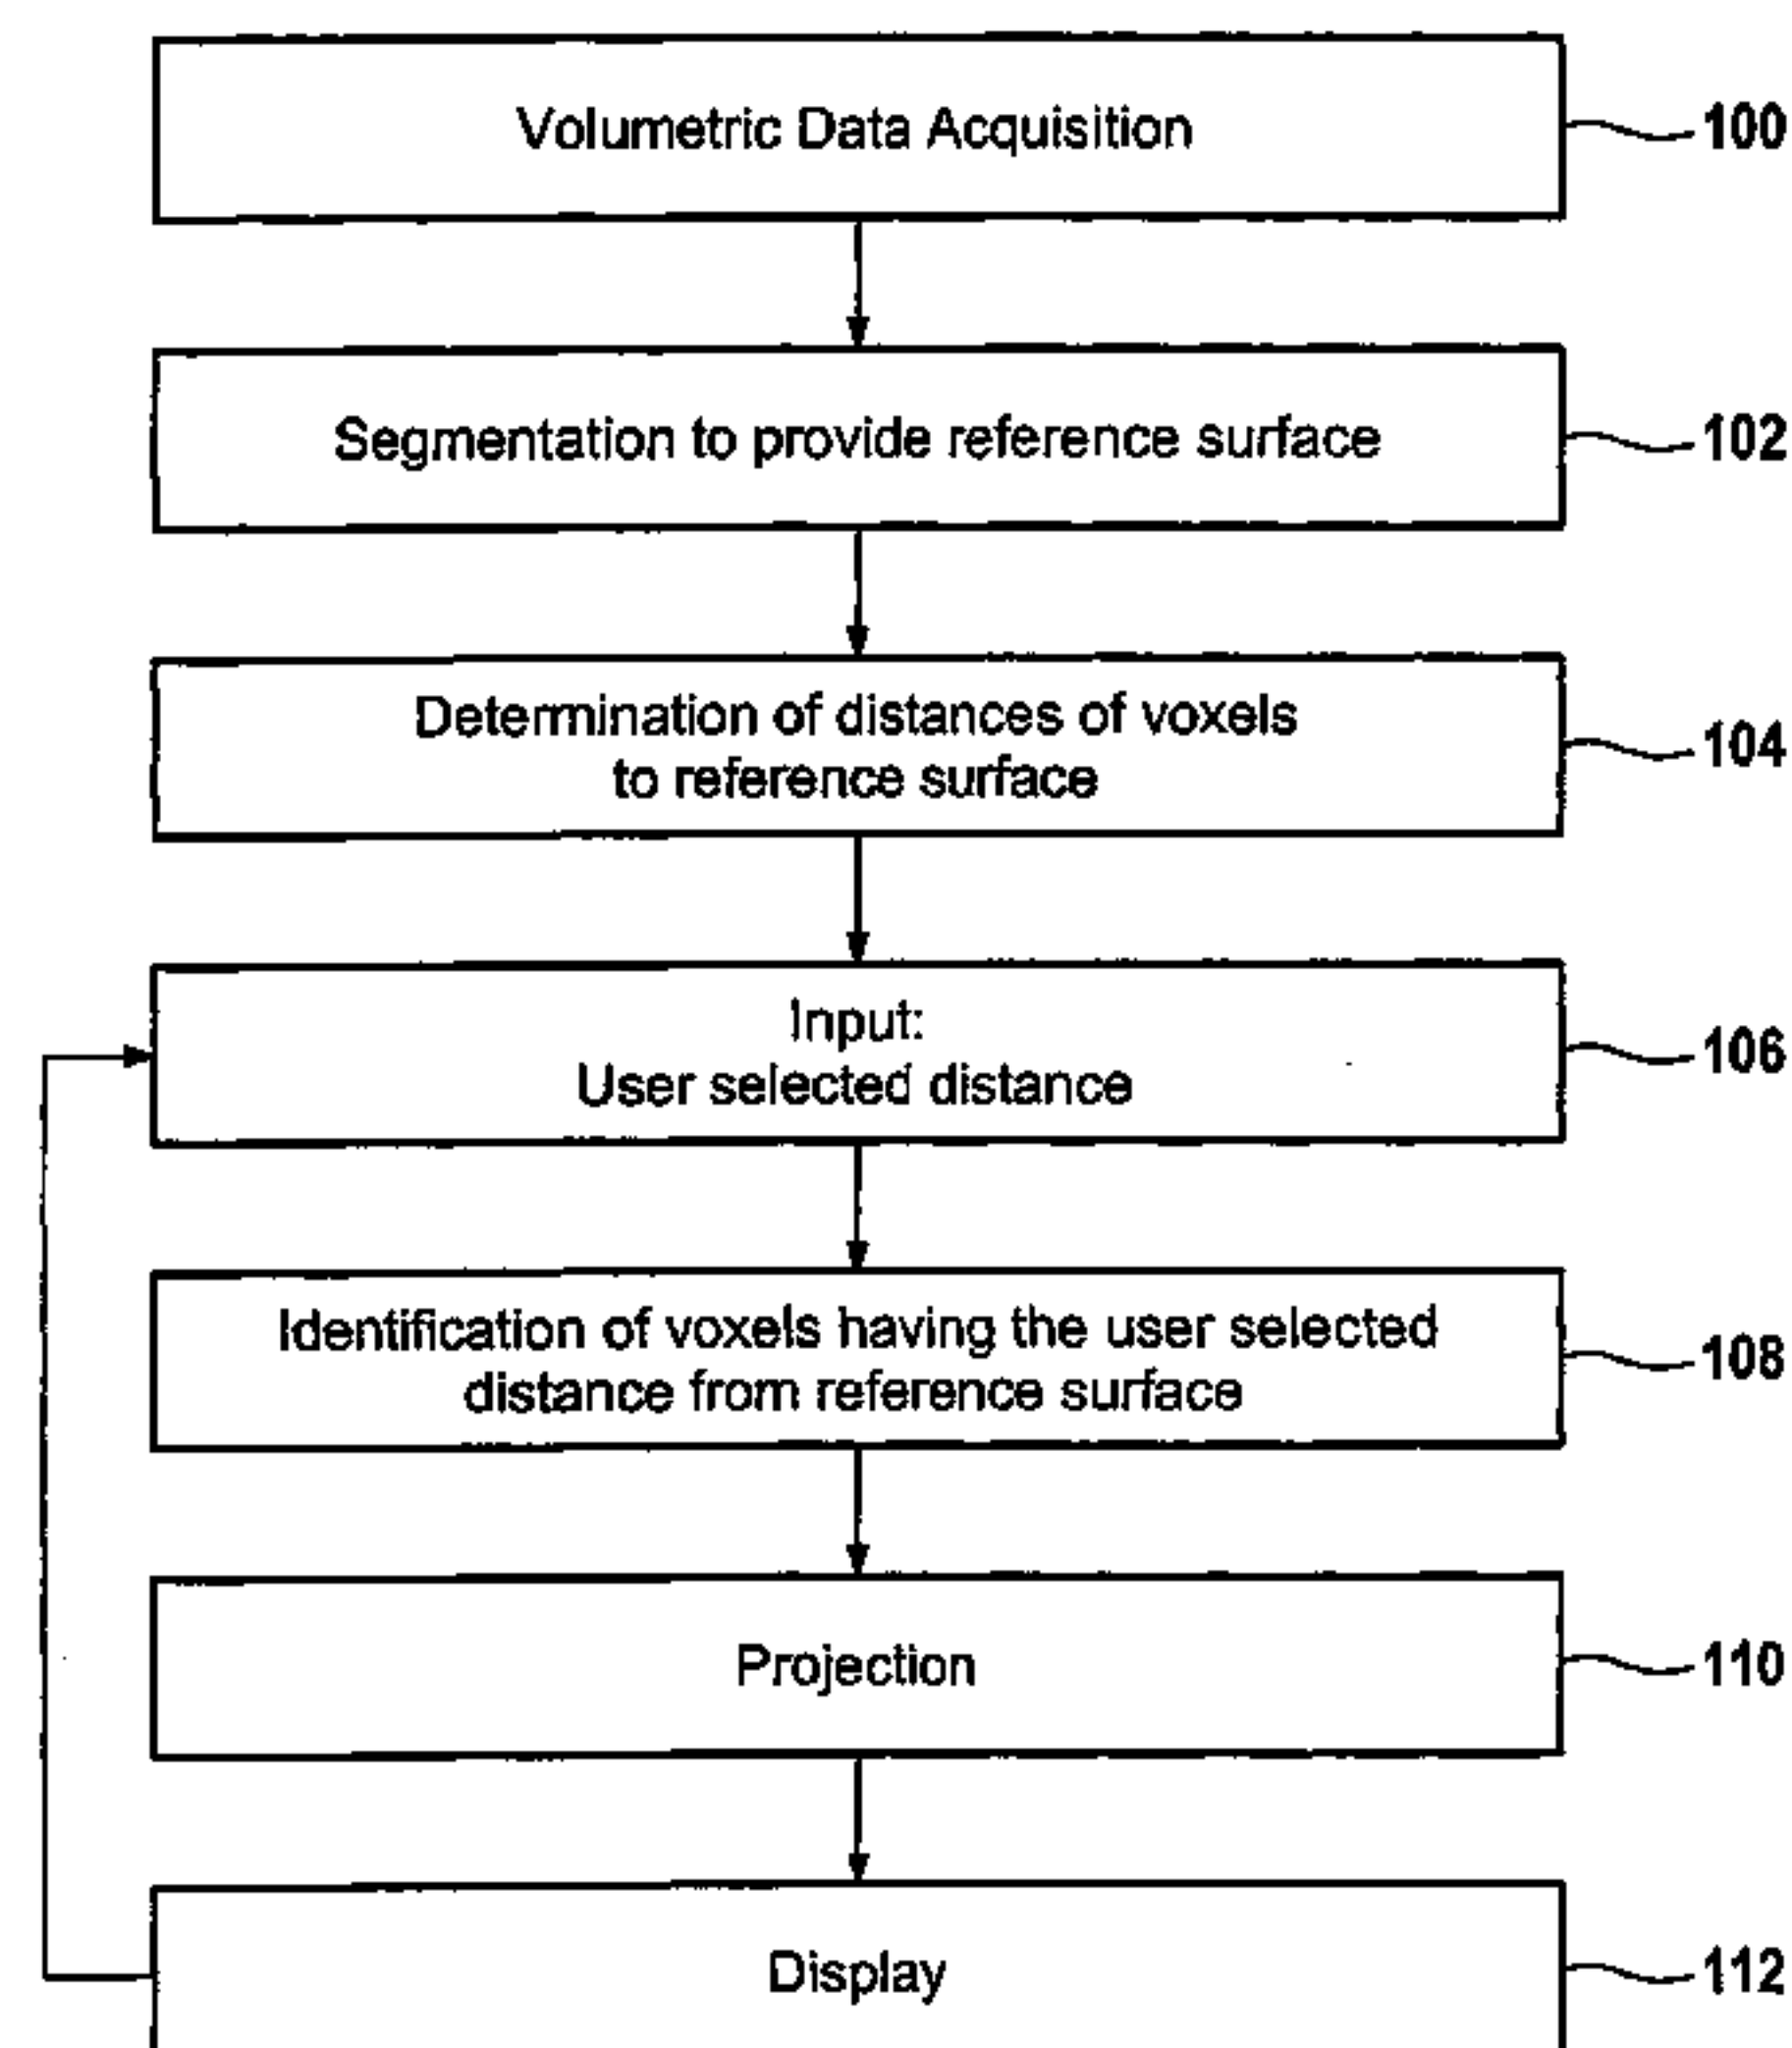 Volumetric Data Acquisition
100
Segmentation to provide reference surface
102
Determination of distances of voxels
to reference surface
104
Input:
User selected distance
106
Identification of voxels having the user selected
distance from reference surface
108
Projection
110
Display
112